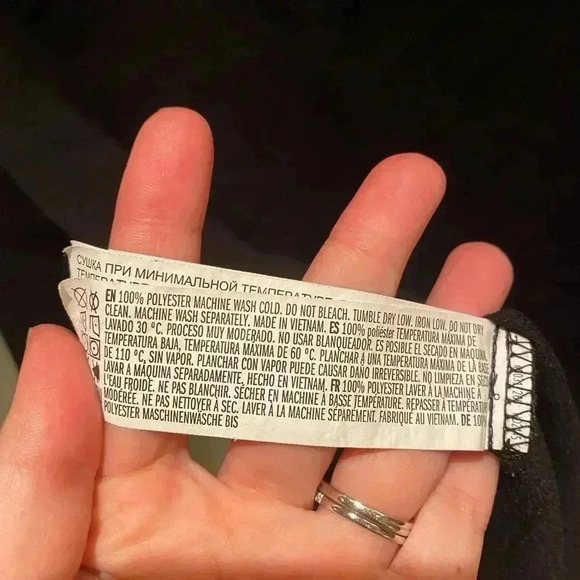 СУШКА ПРИ МИНИМАЛЬНОЙ ТЕМПЕРАТУРЕ
EN 100% POLYESTER MACHINE WASH COLD. DO NOT BLEACH. TUMBLE DRY LOW. IRON LOW. DO NOT DRY
CLEAN. MACHINE WASH SEPARATELY. MADE IN VIETNAM. ES 100% poliéster TEMPERATURA MÁXIMA DE
LAVADO 30 ºC. PROCESO MUY MODERADO. NO USAR BLANQUEADOR. ES POSIBLE EL SECADO EN MÁQUINA
TEMPERATURA BAJA, TEMPERATURA MÁXIMA DE 60 ºC. PLANCHAR A UNA TEMPERATURA MÁXIMA DE LA BASE
DE 110 ºC, SIN VAPOR. PLANCHAR CON VAPOR PUEDE CAUSAR DAÑO IRREVERSIBLE. NO LIMPIEZA EN SECO
LAVAR A MÁQUINA SEPARADAMENTE, HECHO EN VIETNAM. FR 100% POLYESTER LAVER À LA MACHINE À
L'EAU FROIDE. NE PAS BLANCHIR. SÉCHER EN MACHINE À BASSE TEMPÉRATURE. REPASSER À TEMPÉRATURE
MODÉRÉE. NE PAS NETTOYER À SEC. LAVER À LA MACHINE SÉPARÉMENT. FABRIQUÉ AU VIETNAM. DE 100%
POLYESTER MASCHINENWÄSCHE BIS